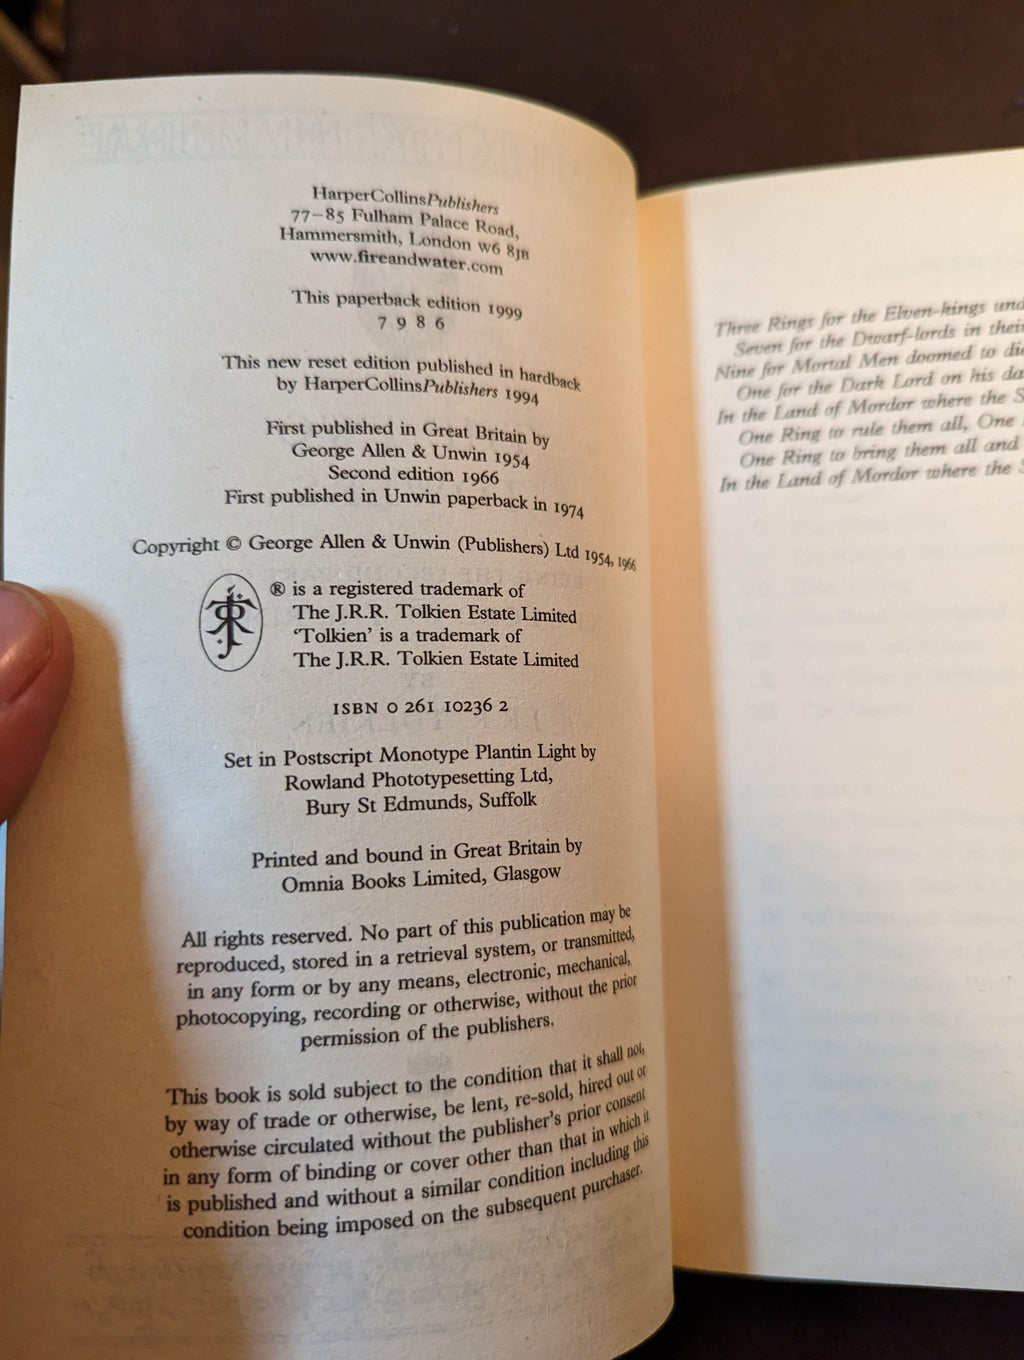 HarperCollinsPublishers
77–85 Fulham Palace Road,
Hammersmith, London W6 8JB
www.fireandwater.com
This paperback edition 1999
7 9 8 6
This new reset edition published in hardback
by HarperCollinsPublishers 1994
First published in Great Britain by
George Allen & Unwin 1954
Second edition 1966
First published in Unwin paperback in 1974
Copyright © George Allen & Unwin (Publishers) Ltd 1954, 1966
® is a registered trademark of
The J.R.R. Tolkien Estate Limited
‘Tolkien’ is a trademark of
The J.R.R. Tolkien Estate Limited
ISBN 0 261 10236 2
Set in Postscript Monotype Plantin Light by
Rowland Phototypesetting Ltd,
Bury St Edmunds, Suffolk
Printed and bound in Great Britain by
Omnia Books Limited, Glasgow
All rights reserved. No part of this publication may be
reproduced, stored in a retrieval system, or transmitted,
in any form or by any means, electronic, mechanical,
photocopying, recording or otherwise, without the prior
permission of the publishers.
This book is sold subject to the condition that it shall not,
by way of trade or otherwise, be lent, re-sold, hired out or
otherwise circulated without the publisher's prior consent
in any form of binding or cover other than that in which it
is published and without a similar condition including this
condition being imposed on the subsequent purchaser.
Three Rings for the Elven-kings
Seven for the Dwarf-lords in
Nine for Mortal Men doomed to
One for the Dark Lord on his
In the Land of Mordor where the
One Ring to rule them all, One
One Ring to bring them all and
In the Land of Mordor where the